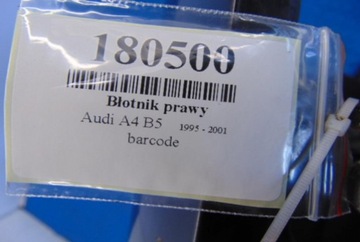 180500
Błotnik prawy
Audi A4 B5 1995 - 2001
barcode